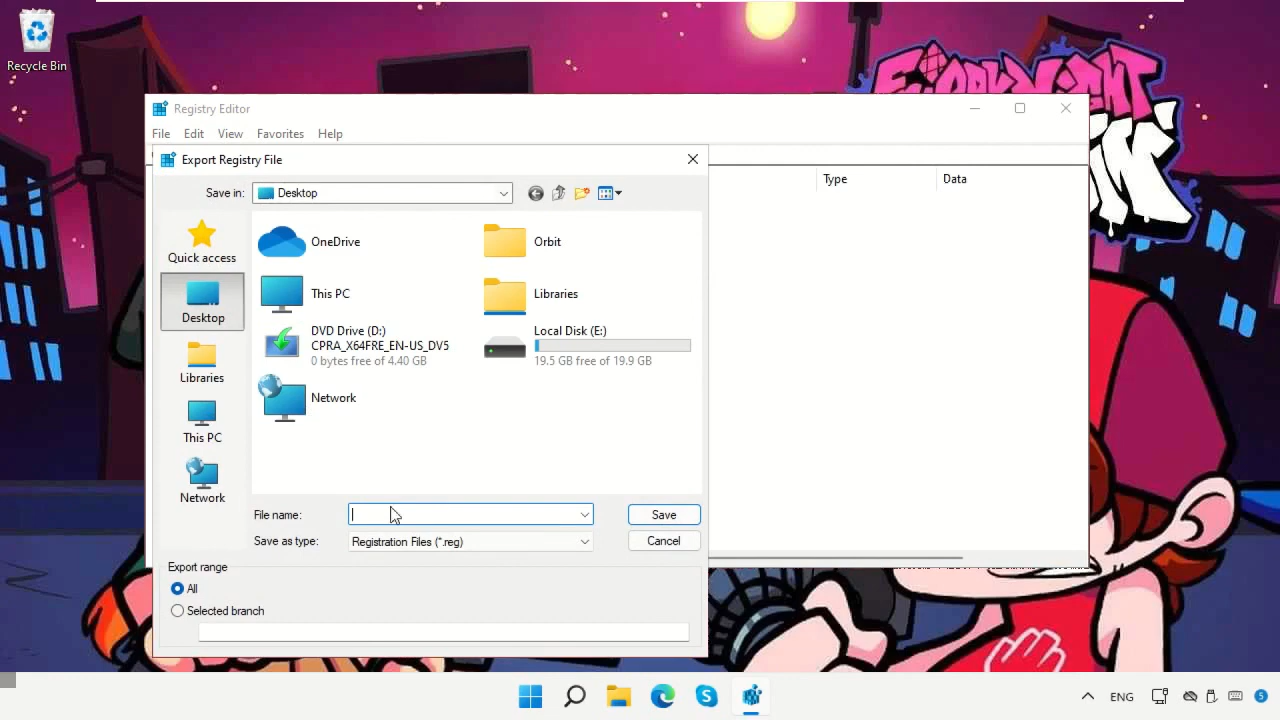 Recycle Bin
FRIDAY NIGHT
Registry Editor
File Edit View Favorites Help
Export Registry File
Type Data
Save in: Desktop
Quick access
Desktop
Libraries
This PC
Network
OneDrive
Orbit
This PC
Libraries
DVD Drive (D:)
CPRA_X64FRE_EN-US_DV5
0 bytes free of 4.40 GB
Local Disk (E:)
19.5 GB free of 19.9 GB
Network
File name:
Save
Save as type: Registration Files (*.reg)
Cancel
Export range
All
Selected branch
ENG
5